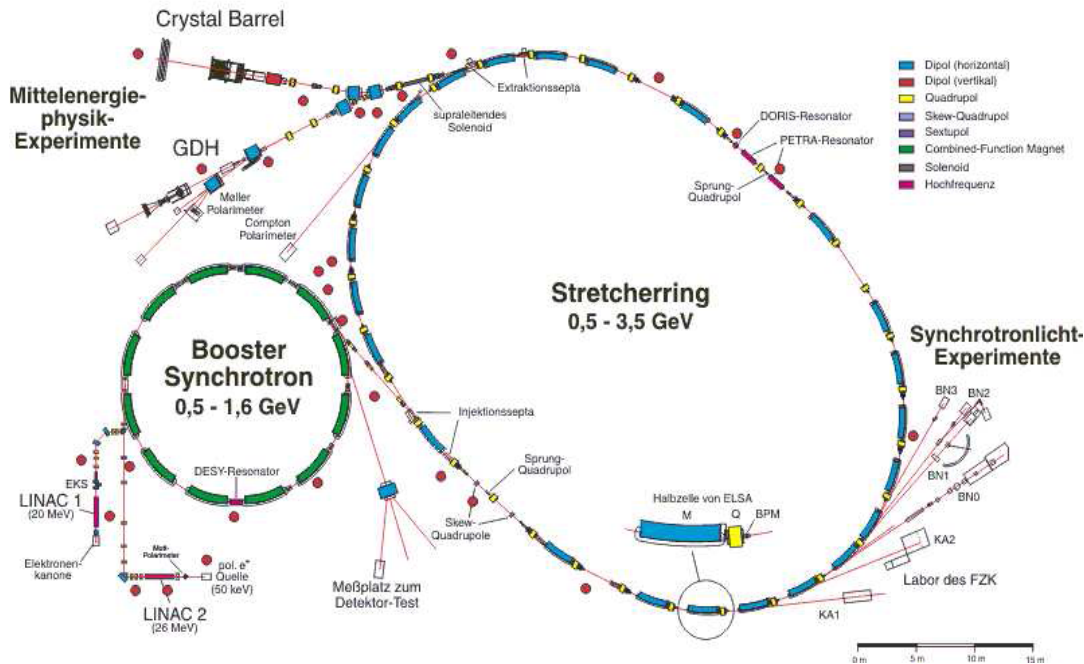 Crystal Barrel
Mittelenergie-
physik-
Experimente
GDH
Møller
Polarimeter
Compton
Polarimeter
supraleitendes
Solenoid
Extraktionssepta
DORIS-Resonator
PETRA-Resonator
Sprung-
Quadrupol
Dipol (horizontal)
Dipol (vertikal)
Quadrupol
Skew-Quadrupol
Sextupol
Combined-Function Magnet
Solenoid
Hochfrequenz
Stretcherring
0,5 - 3,5 GeV
Booster
Synchrotron
0,5 - 1,6 GeV
DESY-Resonator
EKS
LINAC 1
(20 MeV)
Elektronen-
kanone
Mott-
Polarimeter
pol. e-
Quelle
(50 keV)
LINAC 2
(26 MeV)
Injektionssepta
Sprung-
Quadrupol
Skew-
Quadrupole
Meßplatz zum
Detektor-Test
Halbzelle von ELSA
M
Q
BPM
Synchrotronlicht-
Experimente
BN3
BN2
BN1
BN0
KA2
Labor des FZK
KA1
0 m
5 m
10 m
15 m